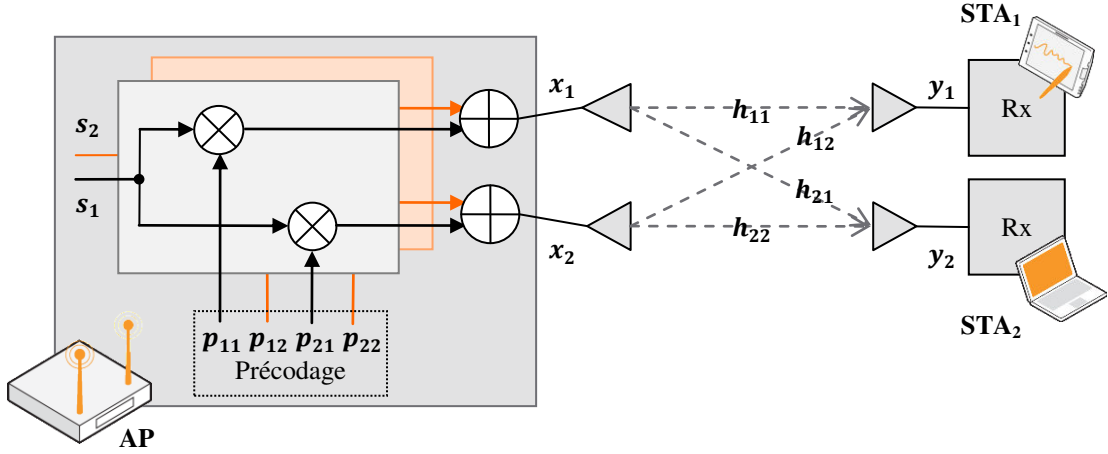 STA₁
x₁
y₁
Rx
s₂
h₁₁
h₁₂
s₁
h₂₁
h₂₂
Rx
x₂
y₂
p₁₁ p₁₂ p₂₁ p₂₂
STA₂
Précodage
AP